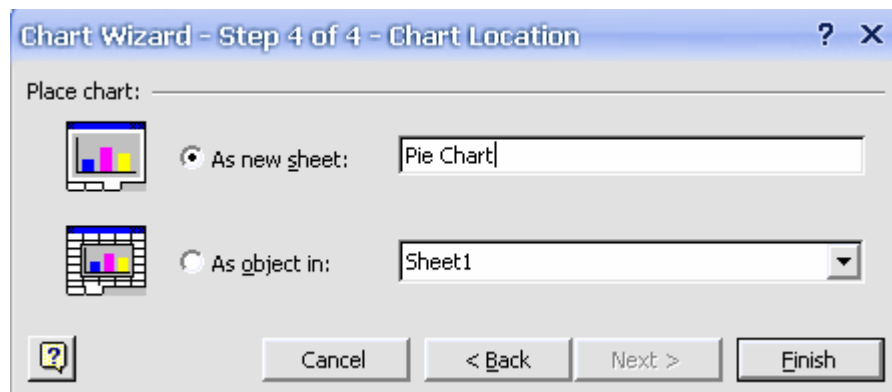 Chart Wizard - Step 4 of 4 - Chart Location ? X
Place chart:
As new sheet: Pie Chart
As object in: Sheet1
? Cancel < Back Next > Finish